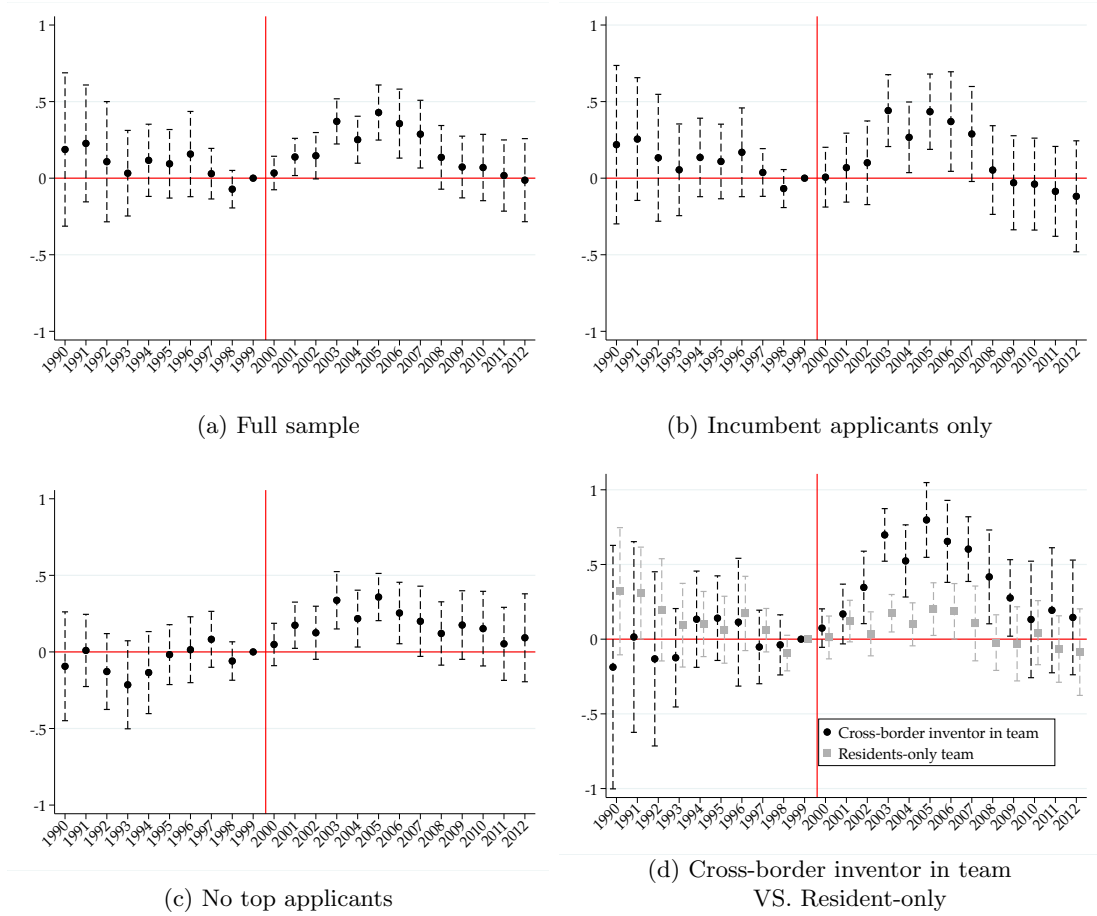 1
.5
0
-.5
-1
1990 1991 1992 1993 1994 1995 1996 1997 1998 1999 2000 2001 2002 2003 2004 2005 2006 2007 2008 2009 2010 2011 2012
(a) Full sample
1
.5
0
-.5
-1
1990 1991 1992 1993 1994 1995 1996 1997 1998 1999 2000 2001 2002 2003 2004 2005 2006 2007 2008 2009 2010 2011 2012
(b) Incumbent applicants only
1
.5
0
-.5
-1
1990 1991 1992 1993 1994 1995 1996 1997 1998 1999 2000 2001 2002 2003 2004 2005 2006 2007 2008 2009 2010 2011 2012
(c) No top applicants
1
.5
0
-.5
-1
Cross-border inventor in team
Residents-only team
1990 1991 1992 1993 1994 1995 1996 1997 1998 1999 2000 2001 2002 2003 2004 2005 2006 2007 2008 2009 2010 2011 2012
(d) Cross-border inventor in team
VS. Resident-only